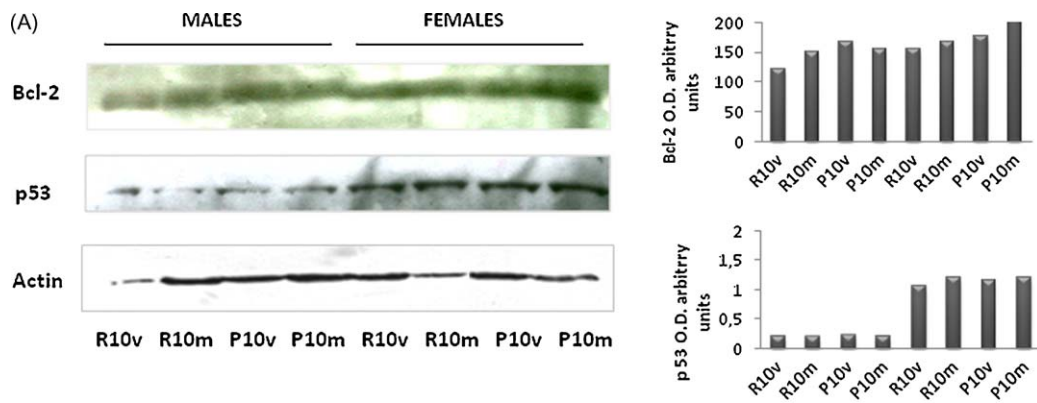 (A)
MALES FEMALES
Bcl-2
p53
Actin
R10v R10m P10v P10m R10v R10m P10v P10m
Bcl-2 O.D. arbitrry
units
200
150
100
50
0
R10v R10m P10v P10m R10v R10m P10v P10m
p53 O.D. arbitrry
units
2
1,5
1
0,5
0
R10v R10m P10v P10m R10v R10m P10v P10m